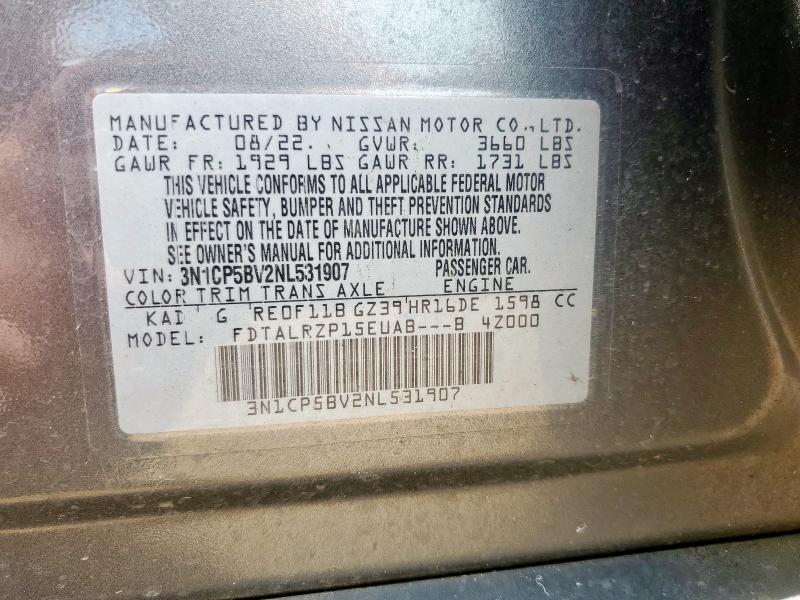 MANUFACTURED BY NISSAN MOTOR CO., LTD.
DATE: 08/22. GVWR: 3660 LBS
GAWR FR: 1929 LBS GAWR RR: 1731 LBS
THIS VEHICLE CONFORMS TO ALL APPLICABLE FEDERAL MOTOR
VEHICLE SAFETY, BUMPER AND THEFT PREVENTION STANDARDS
IN EFFECT ON THE DATE OF MANUFACTURE SHOWN ABOVE.
SEE OWNER'S MANUAL FOR ADDITIONAL INFORMATION.
VIN: 3N1CP5BV2NL531907 PASSENGER CAR.
COLOR TRIM TRANS AXLE ENGINE
KAD G RE0F11B GZ39 HR16DE 1598 CC
MODEL: FDTALRZP15EUAB---B 4Z000
3N1CP5BV2NL531907